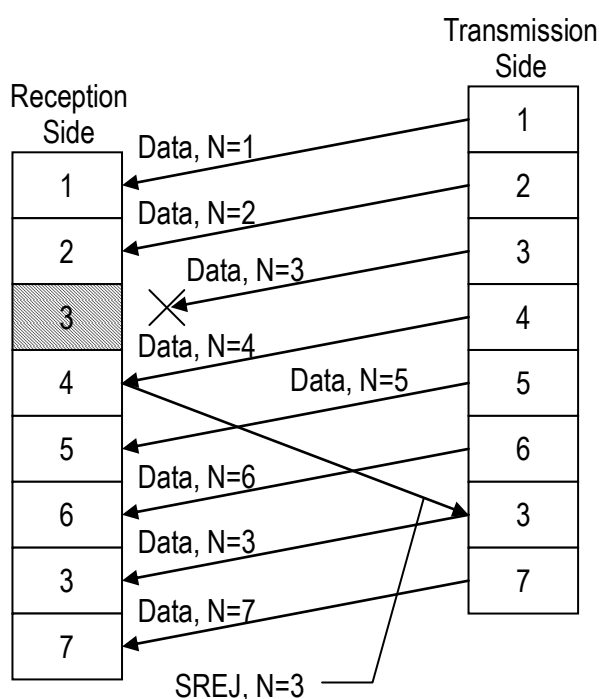 Transmission
Side
Reception
Side
1
2
3
4
5
6
3
7
1
2
3
4
5
6
3
7
Data, N=1
Data, N=2
Data, N=3
Data, N=4
Data, N=5
Data, N=6
Data, N=3
Data, N=7
SREJ, N=3